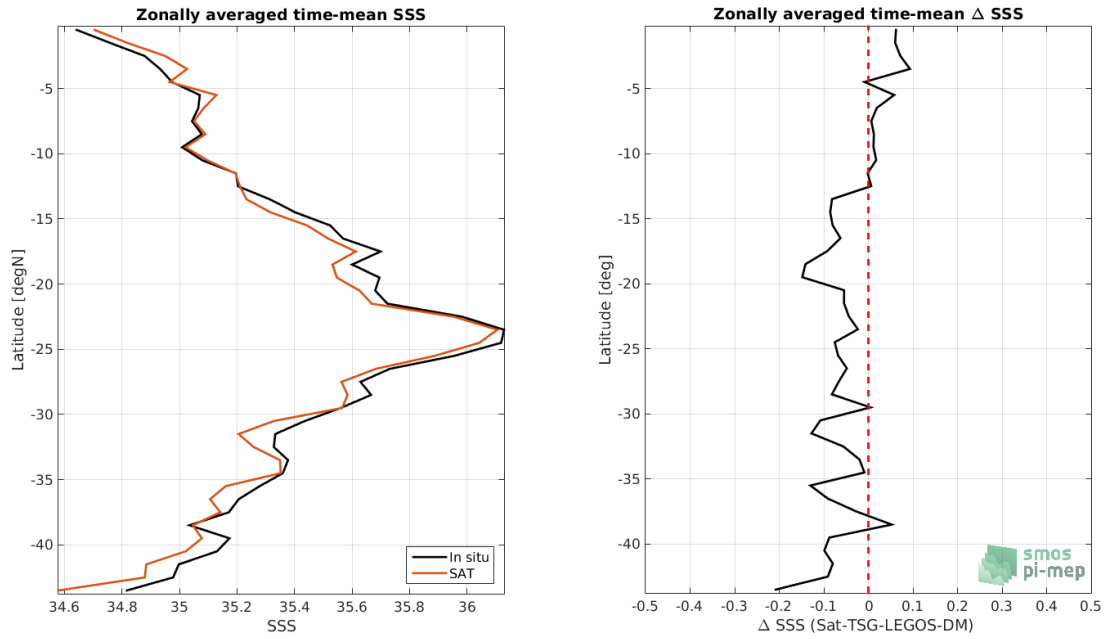 Zonally averaged time-mean SSS
-5
-10
-15
-20
-25
-30
-35
-40
Latitude [degN]
34.6 34.8 35 35.2 35.4 35.6 35.8 36
SSS
In situ
SAT
Zonally averaged time-mean Δ SSS
-5
-10
-15
-20
-25
-30
-35
-40
Latitude [deg]
-0.5 -0.4 -0.3 -0.2 -0.1 0 0.1 0.2 0.3 0.4 0.5
Δ SSS (Sat-TSG-LEGOS-DM)
smos
pi-mep